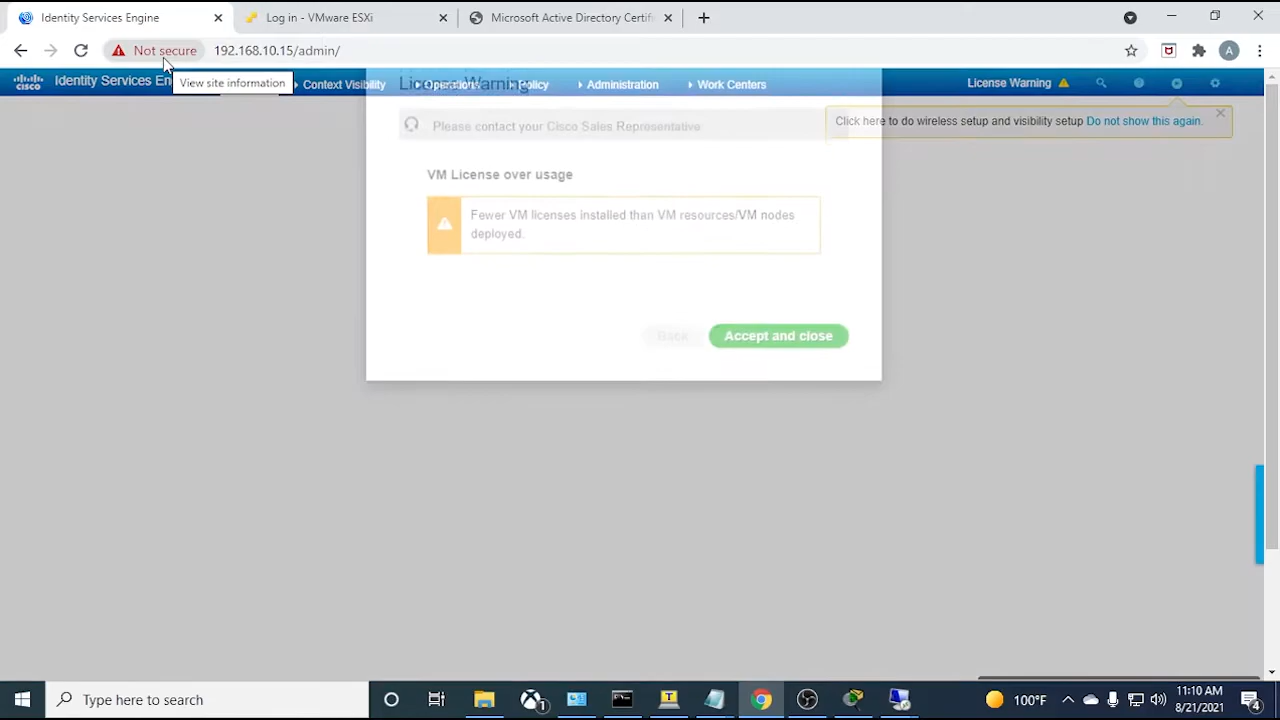 Identity Services Engine
Log in - VMware ESXi
Microsoft Active Directory Certif
Not secure
192.168.10.15/admin/
A
cisco
Identity Services En
View site information
Context Visibility
Operations
Policy
Administration
Work Centers
License Warning
License Warning
Please contact your Cisco Sales Representative
Click here to do wireless setup and visibility setup Do not show this again.
VM License over usage
Fewer VM licenses installed than VM resources/VM nodes
deployed.
Back
Accept and close
Type here to search
1
100°F
11:10 AM
8/21/2021
4